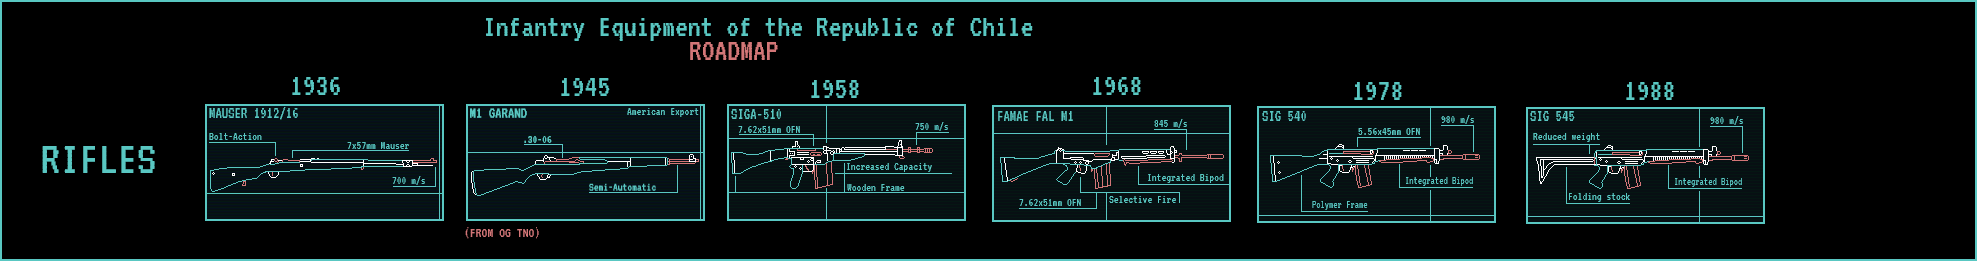 Infantry Equipment of the Republic of Chile
ROADMAP
RIFLES
1936
MAUSER 1912/16
Bolt-Action
7x57mm Mauser
700 m/s
1945
M1 GARAND
American Export
.30-06
Semi-Automatic
(FROM OG TNO)
1958
SIGA-510
7.62x51mm OFN
750 m/s
Increased Capacity
Wooden Frame
1968
FAMAE FAL M1
845 m/s
Integrated Bipod
Selective Fire
7.62x51mm OFN
1978
SIG 540
5.56x45mm OFN
980 m/s
Integrated Bipod
Polymer Frame
1988
SIG 545
Reduced weight
980 m/s
Integrated Bipod
Folding stock